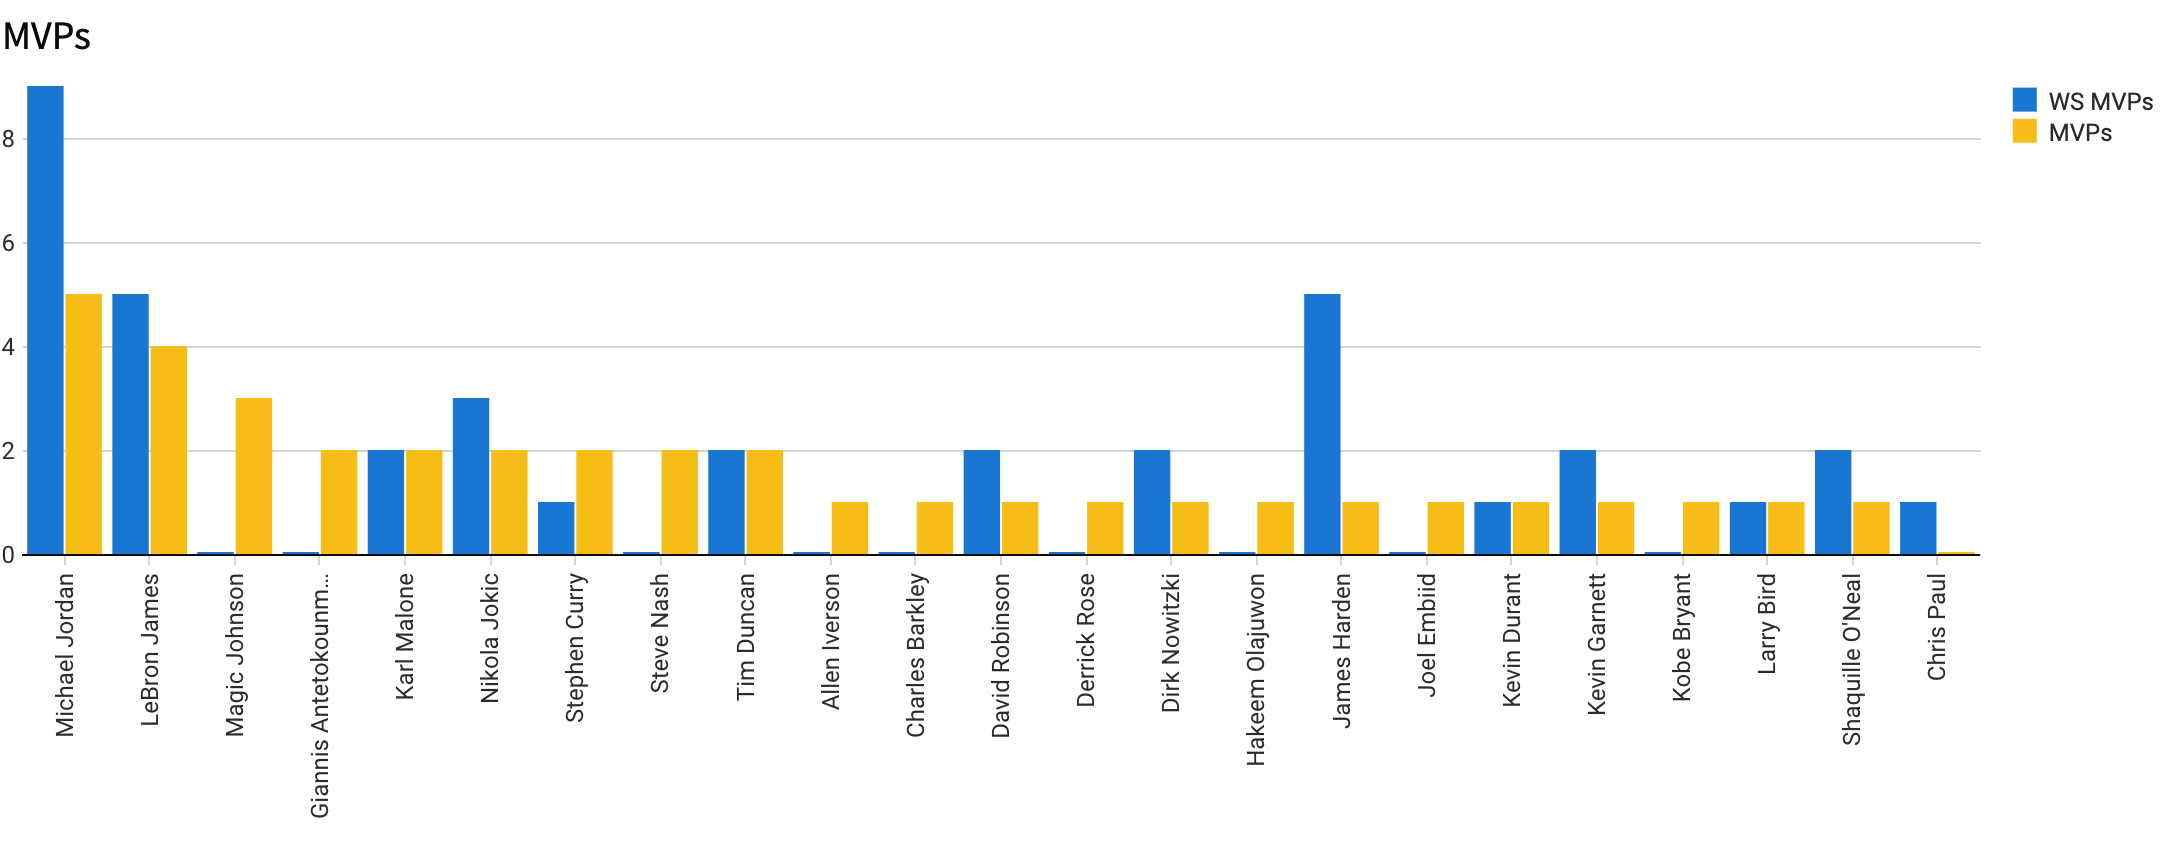 MVPs
WS MVPs
MVPs
8
6
4
2
0
Michael Jordan
LeBron James
Magic Johnson
Giannis Antetokounm...
Karl Malone
Nikola Jokic
Stephen Curry
Steve Nash
Tim Duncan
Allen Iverson
Charles Barkley
David Robinson
Derrick Rose
Dirk Nowitzki
Hakeem Olajuwon
James Harden
Joel Embiid
Kevin Durant
Kevin Garnett
Kobe Bryant
Larry Bird
Shaquille O'Neal
Chris Paul